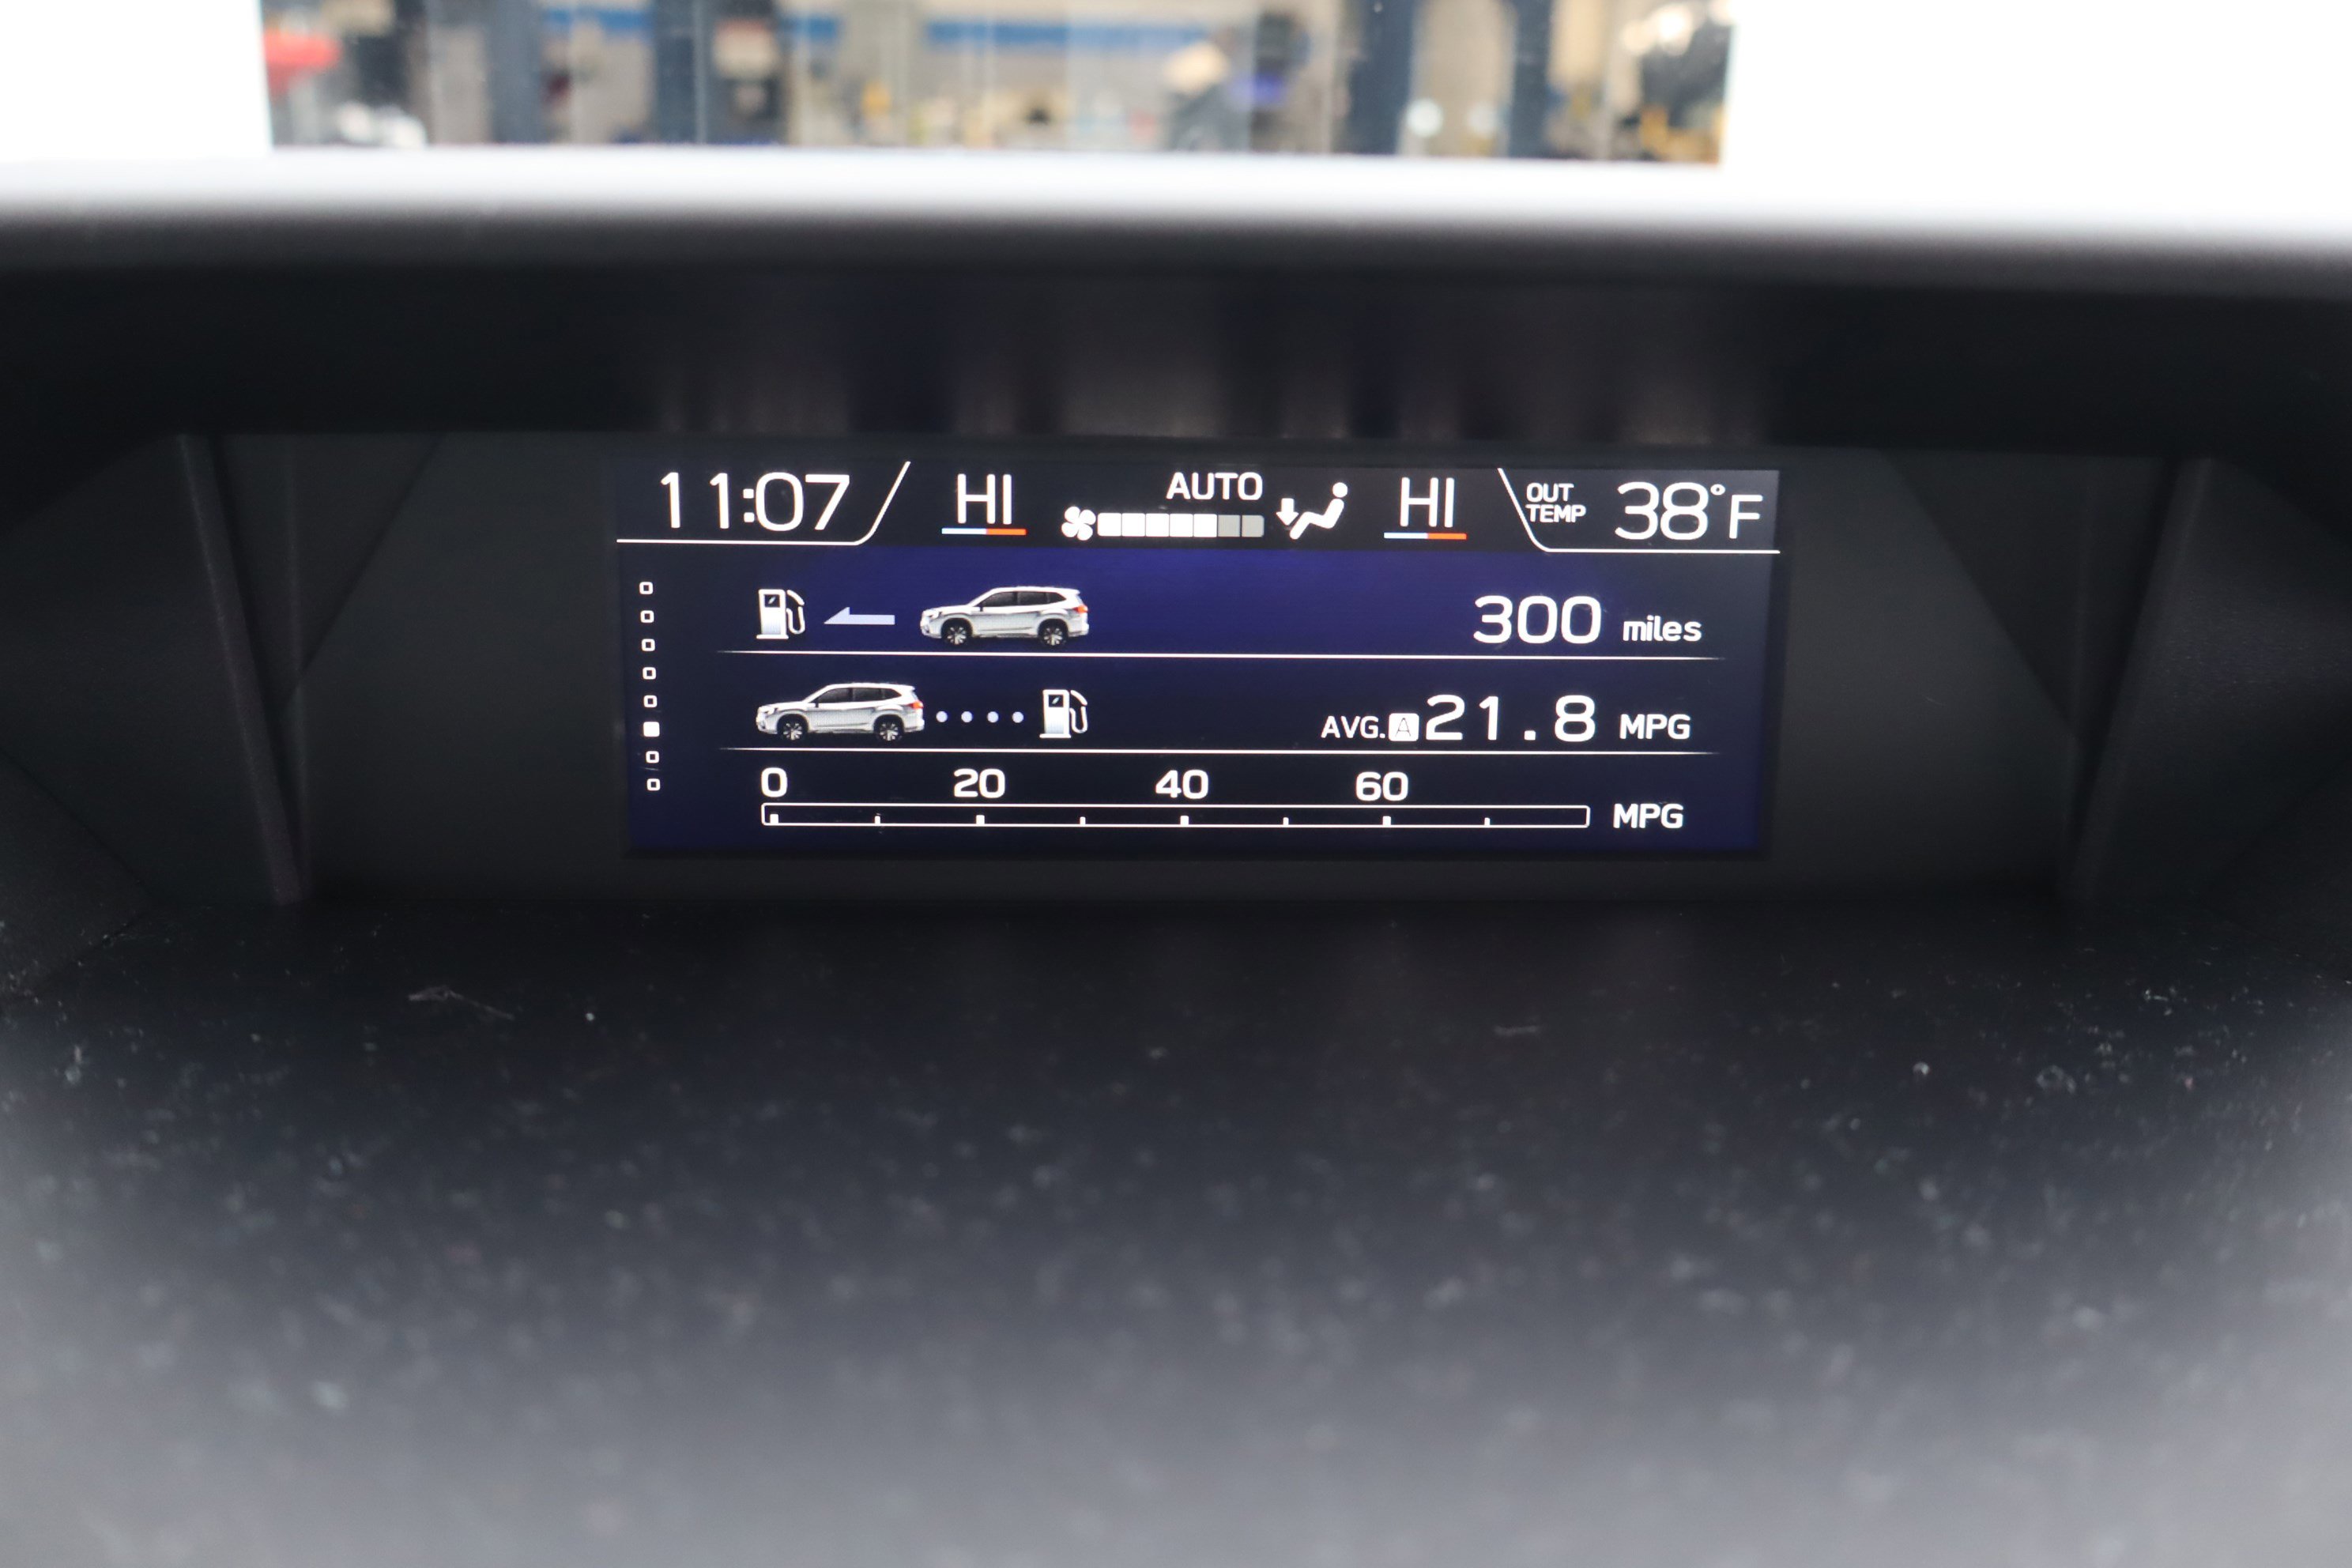 11:07 HI AUTO HI OUT TEMP 38°F
300 miles
AVG. A 21.8 MPG
0 20 40 60
MPG